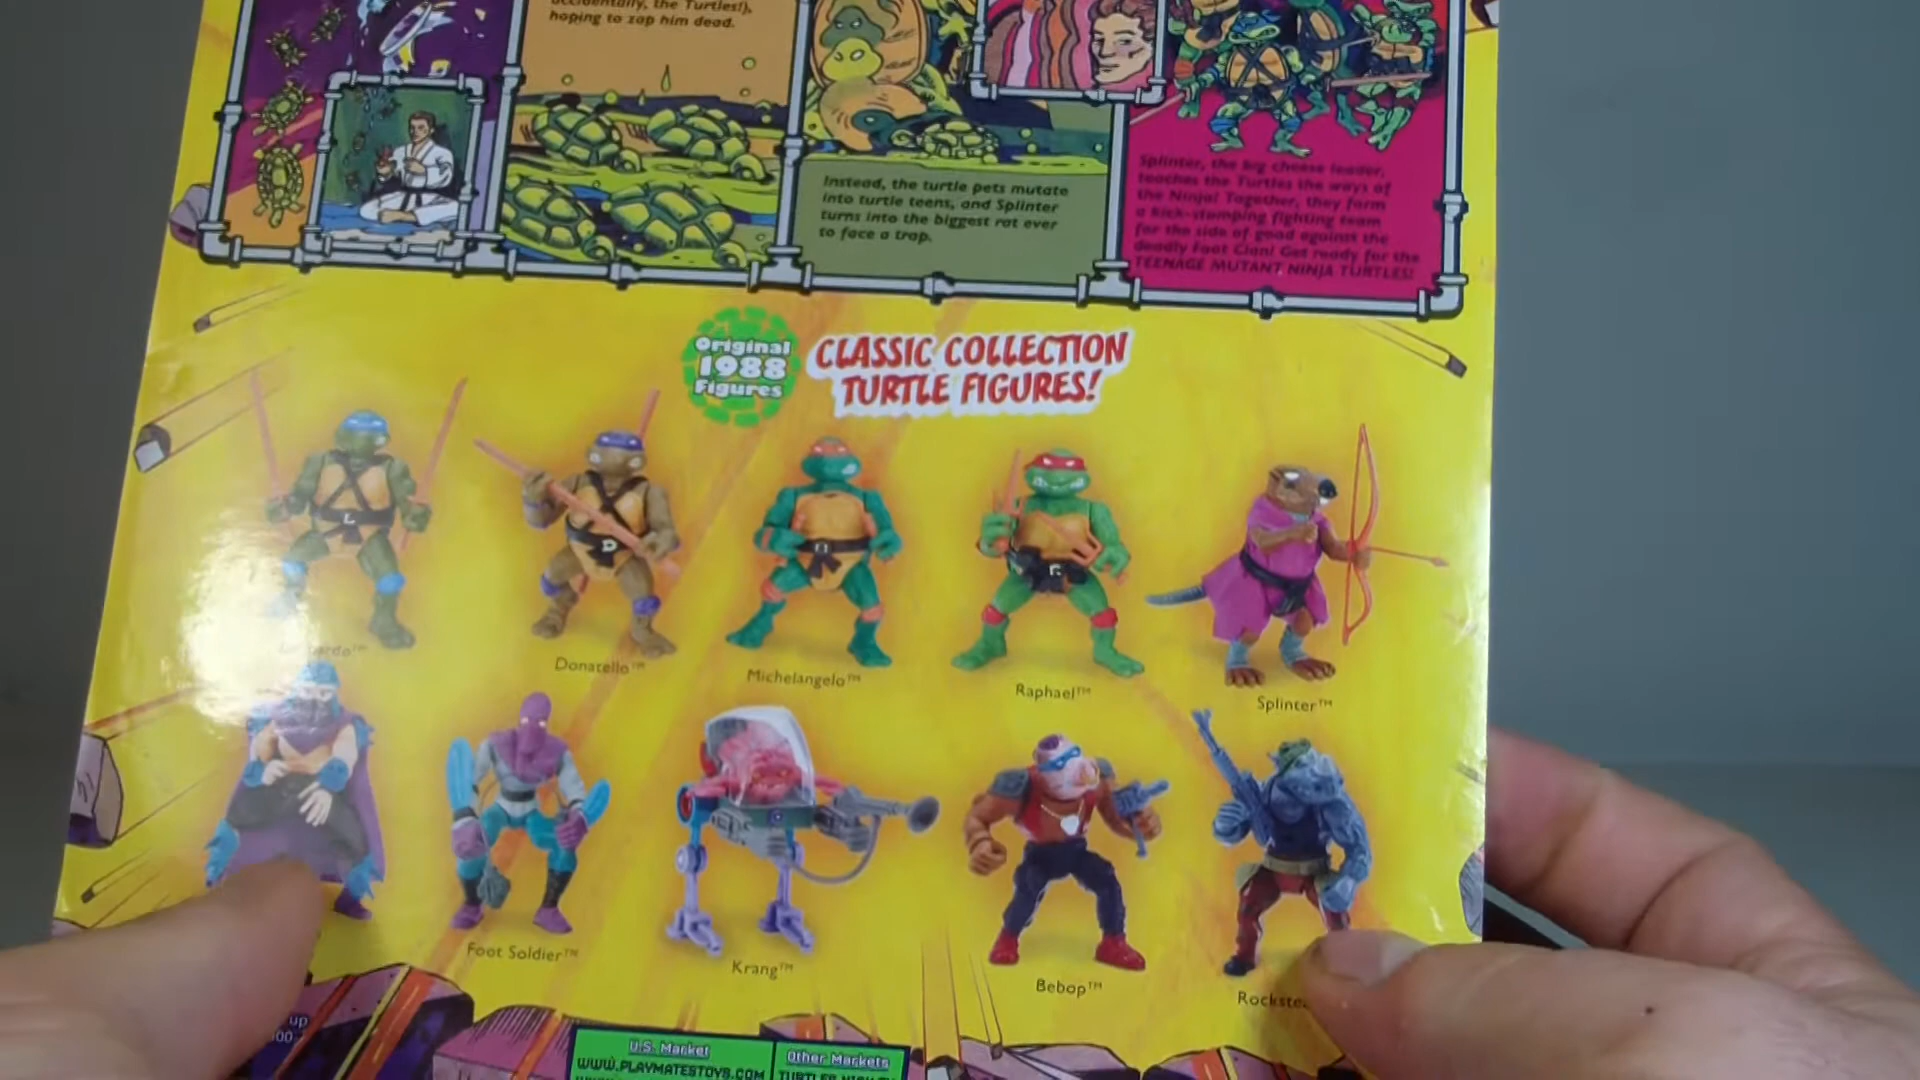 accidentally, the Turtles!),
hoping to zap him dead.
Instead, the turtle pets mutate
into turtle teens, and Splinter
turns into the biggest rat ever
to face a trap.
Splinter, the big cheese leader,
teaches the Turtles the ways of
the Ninja! Together, they form
a kick-stomping fighting team
for the side of good against the
deadly Foot Clan! Get ready for the
TEENAGE MUTANT NINJA TURTLES!
Original
1988
Figures
CLASSIC COLLECTION
TURTLE FIGURES!
L
D
R
Donatello™
Michelangelo™
Raphael™
Splinter™
Foot Soldier™
Krang™
Bebop™
Rockste
up
U.S. Market
WWW.PLAYMATESTOYS.COM
Other Markets